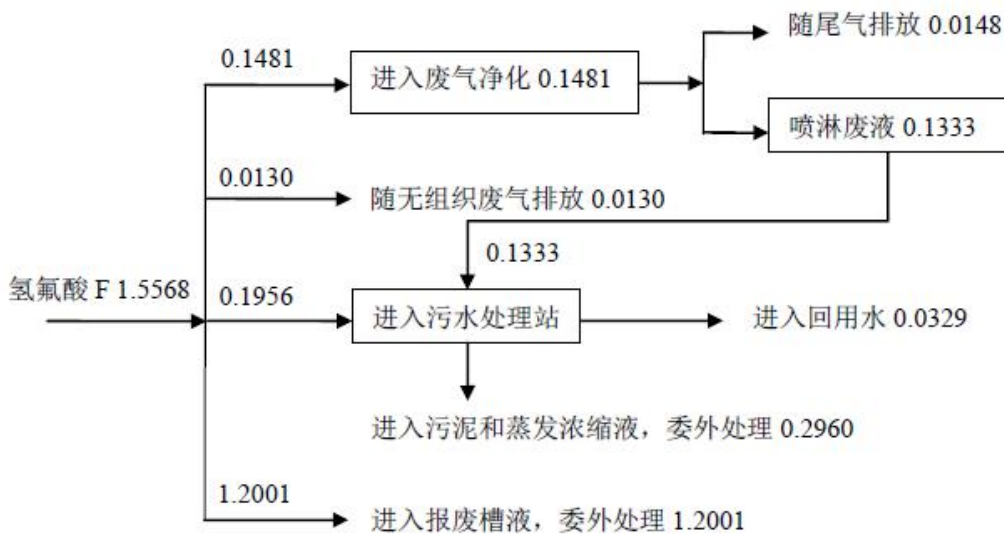 随尾气排放 0.0148
0.1481
进入废气净化 0.1481
喷淋废液 0.1333
0.0130
随无组织废气排放 0.0130
0.1333
氢氟酸 F 1.5568
0.1956
进入污水处理站
进入回用水 0.0329
进入污泥和蒸发浓缩液，委外处理 0.2960
1.2001
进入报废槽液，委外处理 1.2001